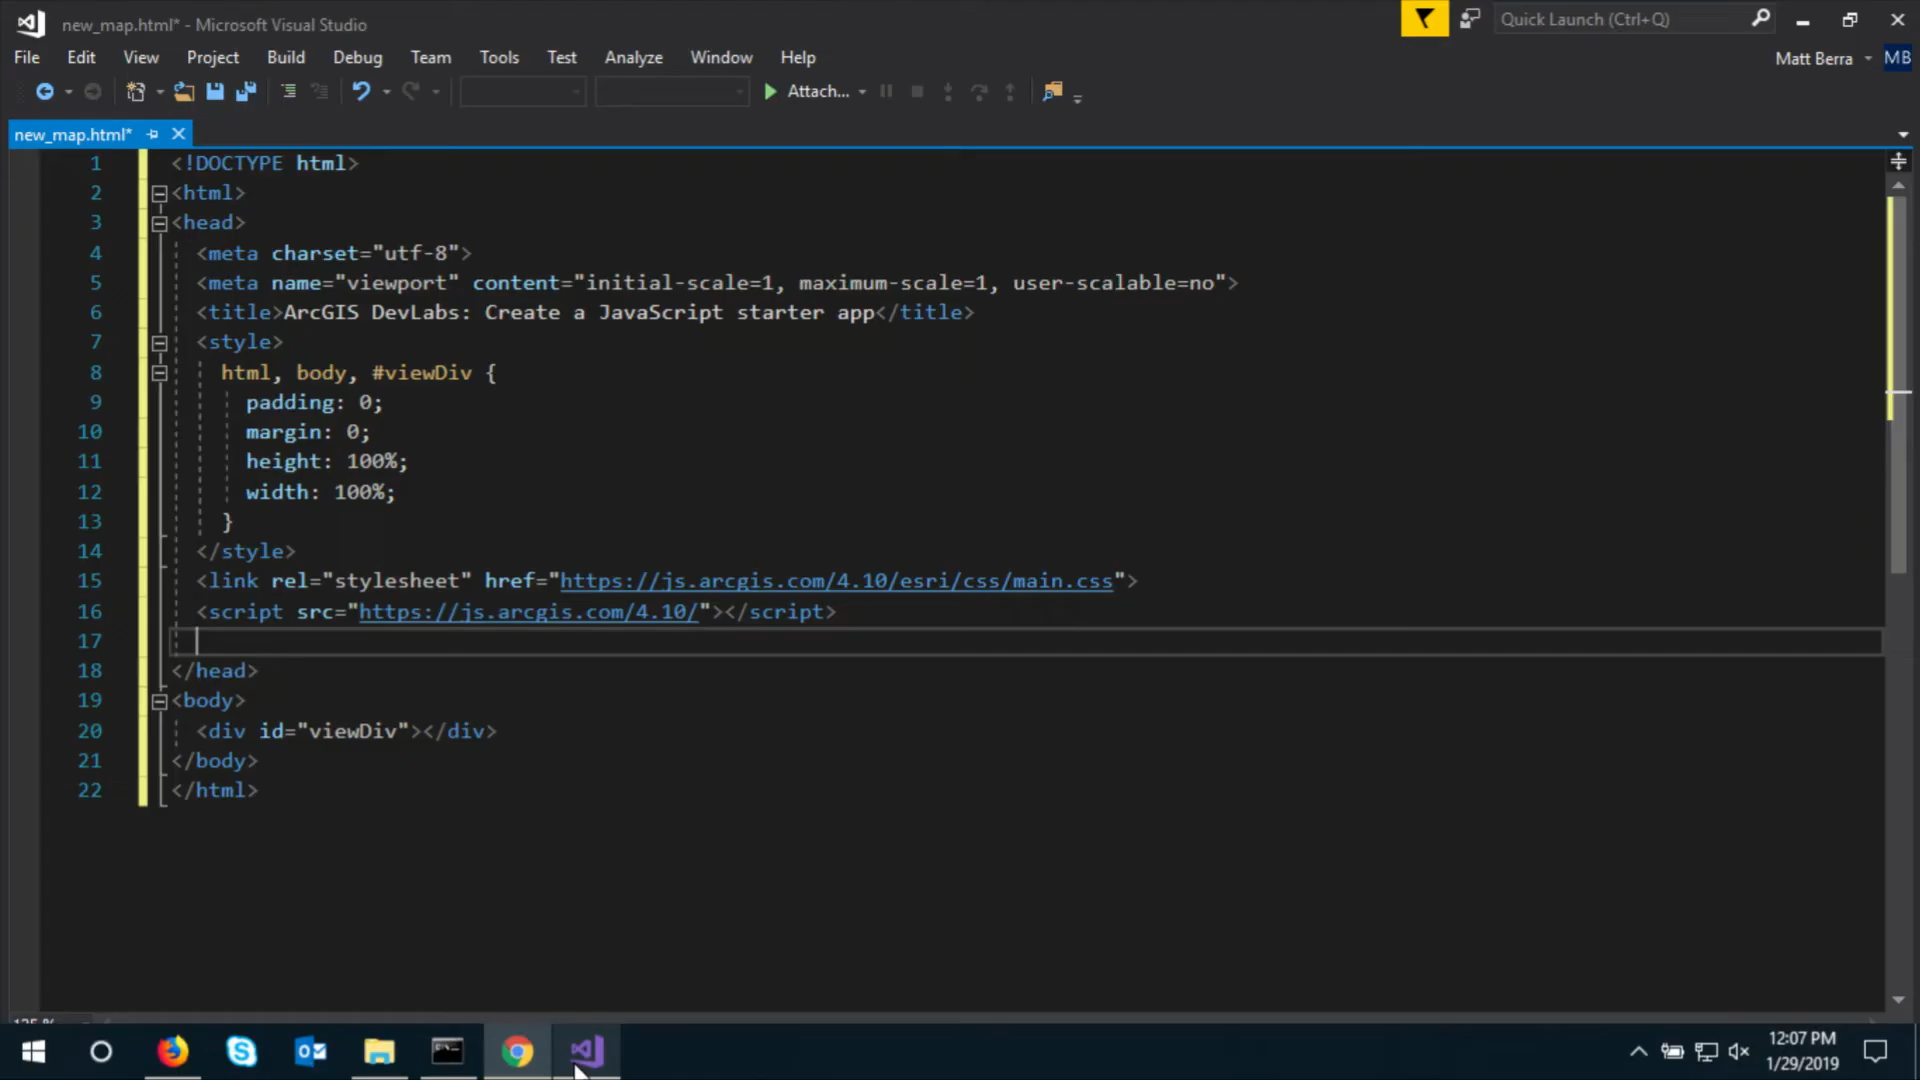 new_map.html* - Microsoft Visual Studio
Quick Launch (Ctrl+Q)
File Edit View Project Build Debug Team Tools Test Analyze Window Help
Matt Berra MB
Attach...
new_map.html*
1 <!DOCTYPE html>
2 <html>
3 <head>
4 <meta charset="utf-8">
5 <meta name="viewport" content="initial-scale=1, maximum-scale=1, user-scalable=no">
6 <title>ArcGIS DevLabs: Create a JavaScript starter app</title>
7 <style>
8 html, body, #viewDiv {
9 padding: 0;
10 margin: 0;
11 height: 100%;
12 width: 100%;
13 }
14 </style>
15 <link rel="stylesheet" href="https://js.arcgis.com/4.10/esri/css/main.css">
16 <script src="https://js.arcgis.com/4.10/"></script>
17
18 </head>
19 <body>
20 <div id="viewDiv"></div>
21 </body>
22 </html>
12:07 PM
1/29/2019